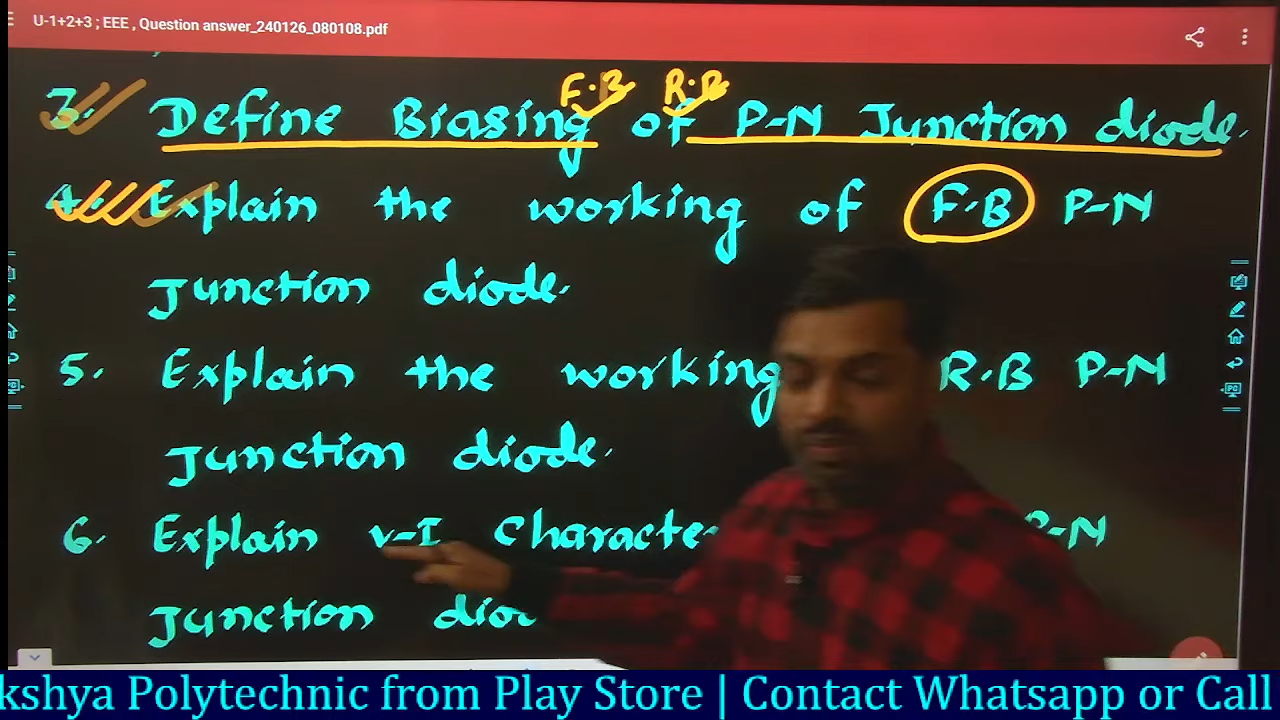 U-1+2+3 ; EEE , Question answer_240126_080108.pdf
F.B R.B
3. Define Biasing of P-N Junction diode.
4. Explain the working of F.B P-N
Junction diode.
5. Explain the working R.B P-N
Junction diode.
6. Explain V-I P-N
Junction
kshya Polytechnic from Play Store | Contact Whatsapp or Call